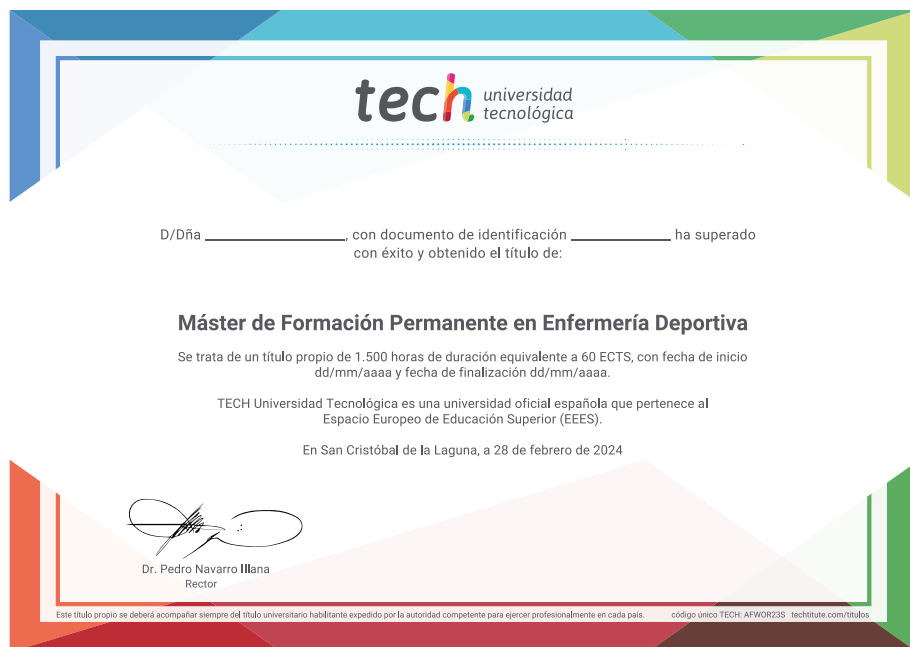 tech universidad
tecnológica
D/Dña ____________________, con documento de identificación ______________ ha superado
con éxito y obtenido el título de:
Máster de Formación Permanente en Enfermería Deportiva
Se trata de un título propio de 1.500 horas de duración equivalente a 60 ECTS, con fecha de inicio
dd/mm/aaaa y fecha de finalización dd/mm/aaaa.
TECH Universidad Tecnológica es una universidad oficial española que pertenece al
Espacio Europeo de Educación Superior (EEES).
En San Cristóbal de la Laguna, a 28 de febrero de 2024
Dr. Pedro Navarro Illana
Rector
Este título propio se deberá acompañar siempre del título universitario habilitante expedido por la autoridad competente para ejercer profesionalmente en cada país. código único TECH: AFWOR23S techtitute.com/titulos